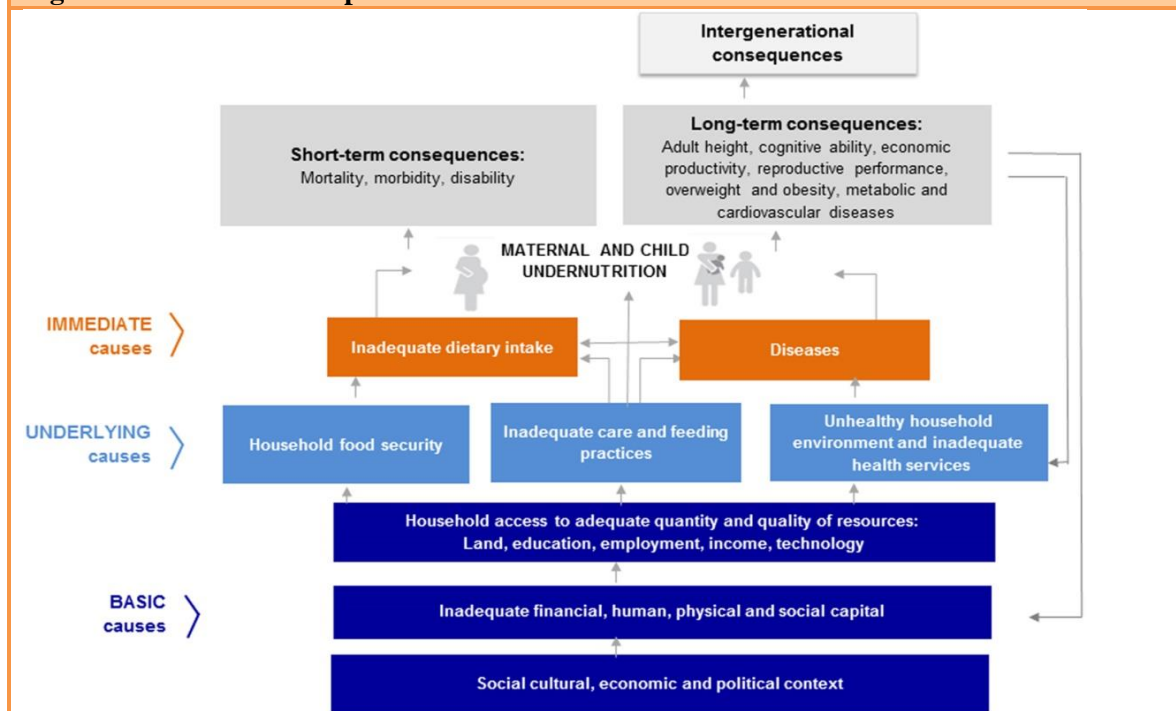 Intergenerational
consequences
Short-term consequences:
Mortality, morbidity, disability
Long-term consequences:
Adult height, cognitive ability, economic
productivity, reproductive performance,
overweight and obesity, metabolic and
cardiovascular diseases
MATERNAL AND CHILD
UNDERNUTRITION
IMMEDIATE
causes
Inadequate dietary intake
Diseases
UNDERLYING
causes
Household food security
Inadequate care and feeding
practices
Unhealthy household
environment and inadequate
health services
Household access to adequate quantity and quality of resources:
Land, education, employment, income, technology
BASIC
causes
Inadequate financial, human, physical and social capital
Social cultural, economic and political context